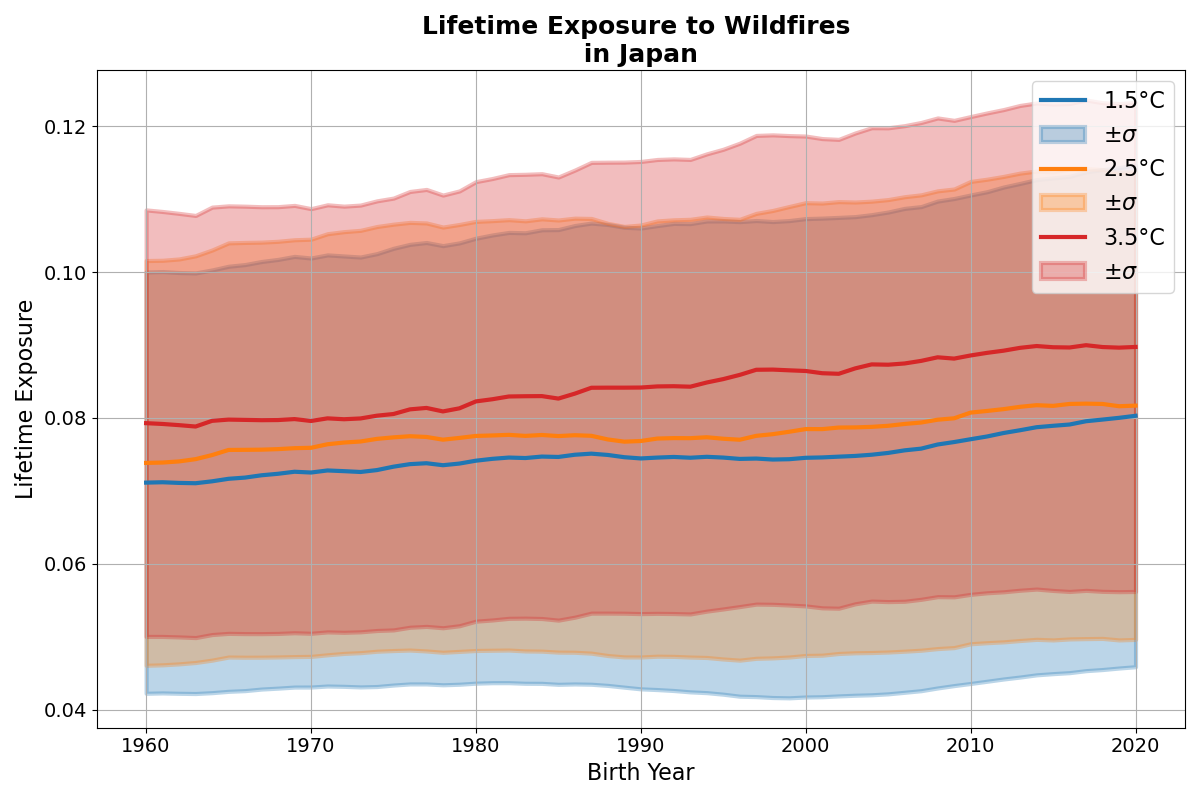 Lifetime Exposure to Wildfires
in Japan
Lifetime Exposure
0.12
0.10
0.08
0.06
0.04
1.5°C
±σ
2.5°C
±σ
3.5°C
±σ
1960 1970 1980 1990 2000 2010 2020
Birth Year